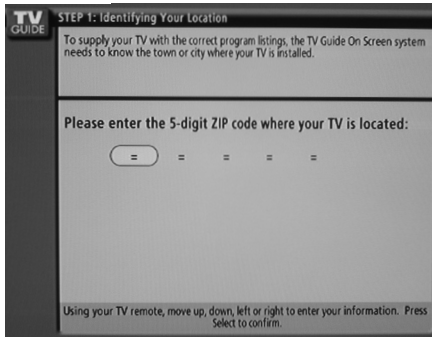 TV
GUIDE
STEP 1: Identifying Your Location
To supply your TV with the correct program listings, the TV Guide On Screen system
needs to know the town or city where your TV is installed.
Please enter the 5-digit ZIP code where your TV is located:
= = = = =
Using your TV remote, move up, down, left or right to enter your information. Press
Select to confirm.